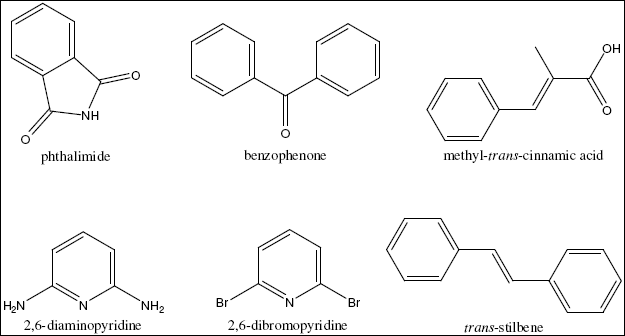 O
NH
O
phthalimide
O
benzophenone
OH
O
methyl-trans-cinnamic acid
H2N
N
NH2
2,6-diaminopyridine
Br
N
Br
2,6-dibromopyridine
trans-stilbene